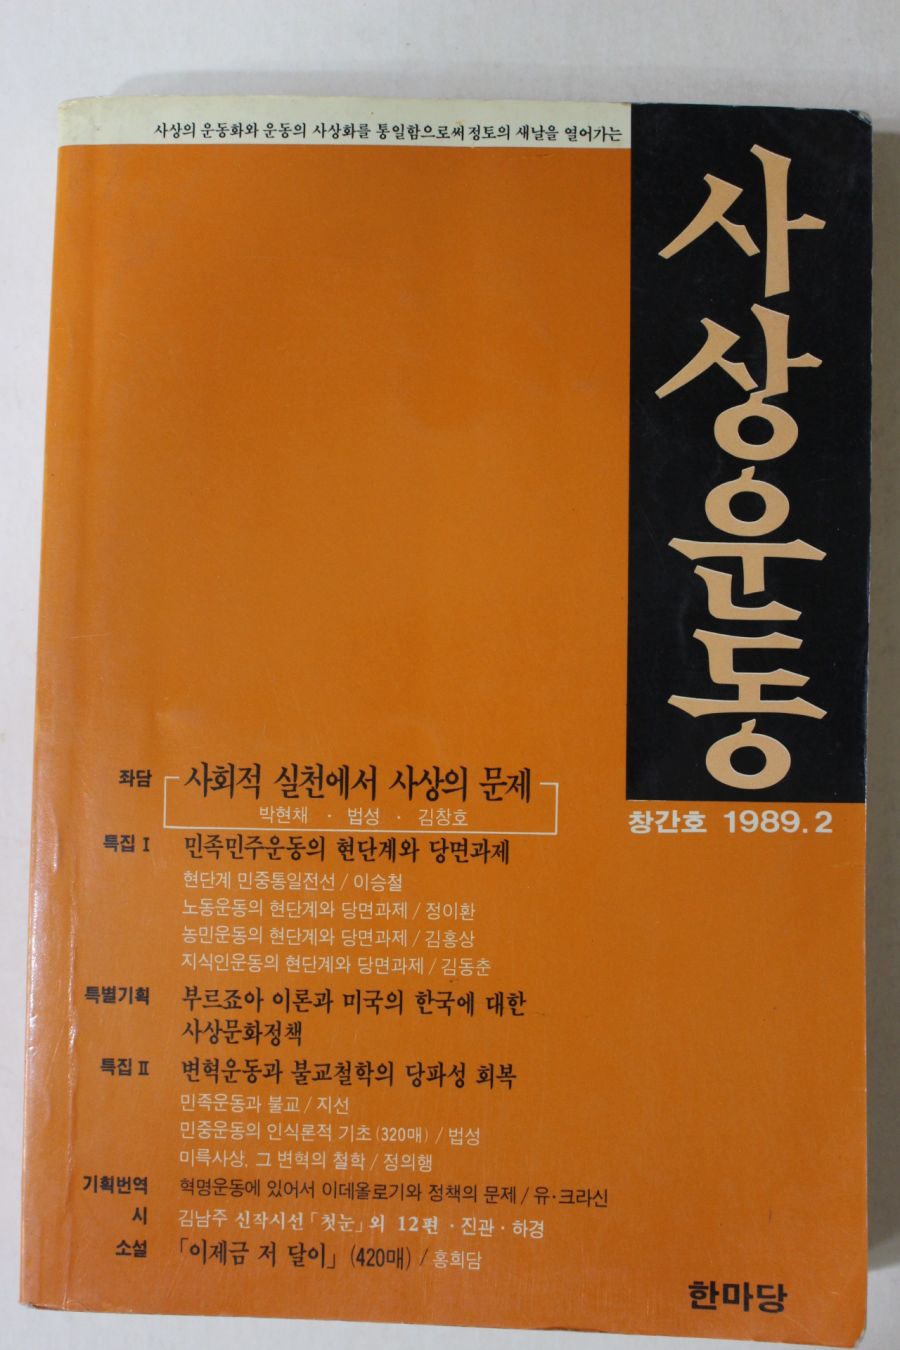 사상의 운동화와 운동의 사상화를 통일함으로써 정토의 새날을 열어가는
사상운동
창간호 1989.2
좌담 사회적 실천에서 사상의 문제
박현채 · 법성 · 김창호
특집 I 민족민주운동의 현단계와 당면과제
현단계 민중통일전선 / 이승철
노동운동의 현단계와 당면과제 / 정이환
농민운동의 현단계와 당면과제 / 김홍상
지식인운동의 현단계와 당면과제 / 김동춘
특별기획 부르죠아 이론과 미국의 한국에 대한
사상문화정책
특집 II 변혁운동과 불교철학의 당파성 회복
민족운동과 불교 / 지선
민중운동의 인식론적 기초 (320매) / 법성
미륵사상, 그 변혁의 철학 / 정의행
기획번역 혁명운동에 있어서 이데올로기와 정책의 문제 / 유·크라신
시 김남주 신작시선 「첫눈」 외 12편 · 진관 · 하경
소설 「이제금 저 달이」 (420매) / 홍희담
한마당